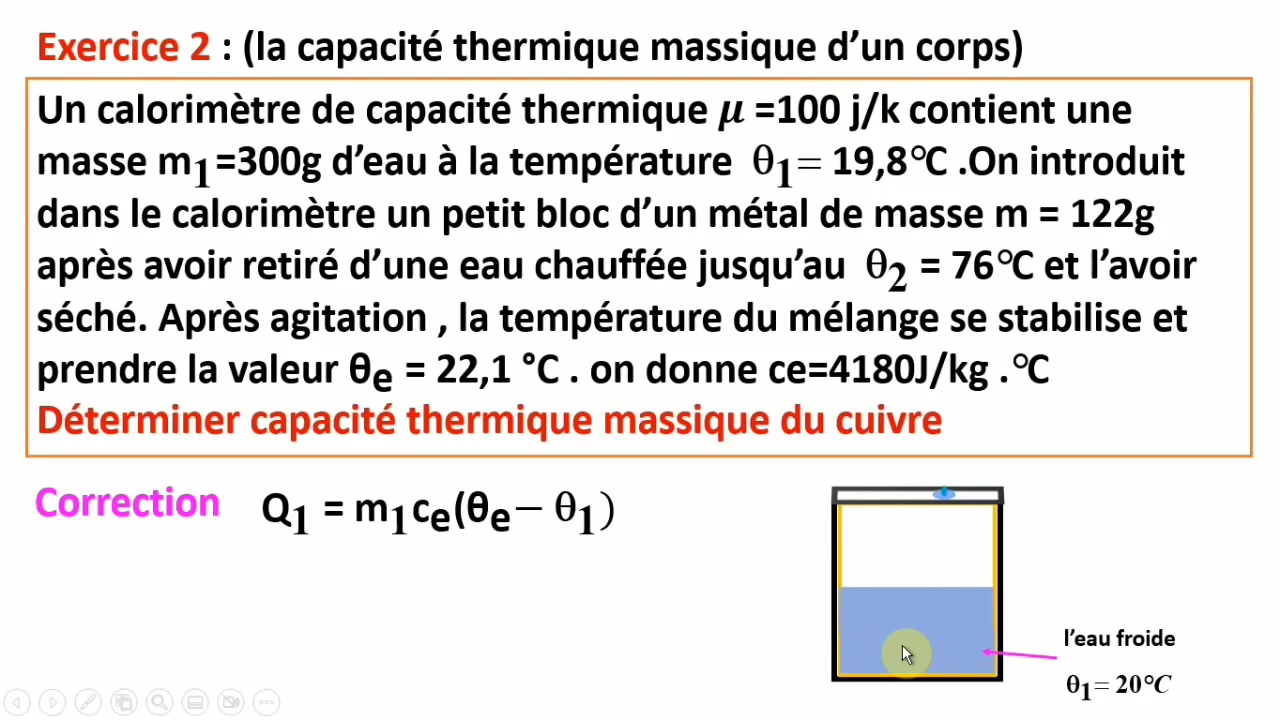 Exercice 2 : (la capacité thermique massique d’un corps)
Un calorimètre de capacité thermique μ =100 j/k contient une
masse m₁=300g d’eau à la température θ₁= 19,8°C .On introduit
dans le calorimètre un petit bloc d’un métal de masse m = 122g
après avoir retiré d’une eau chauffée jusqu’au θ₂ = 76°C et l’avoir
séché. Après agitation , la température du mélange se stabilise et
prendre la valeur θe = 22,1 °C . on donne ce=4180J/kg .°C
Déterminer capacité thermique massique du cuivre
Correction Q₁ = m₁ce(θe− θ₁)
l’eau froide
θ₁= 20°C